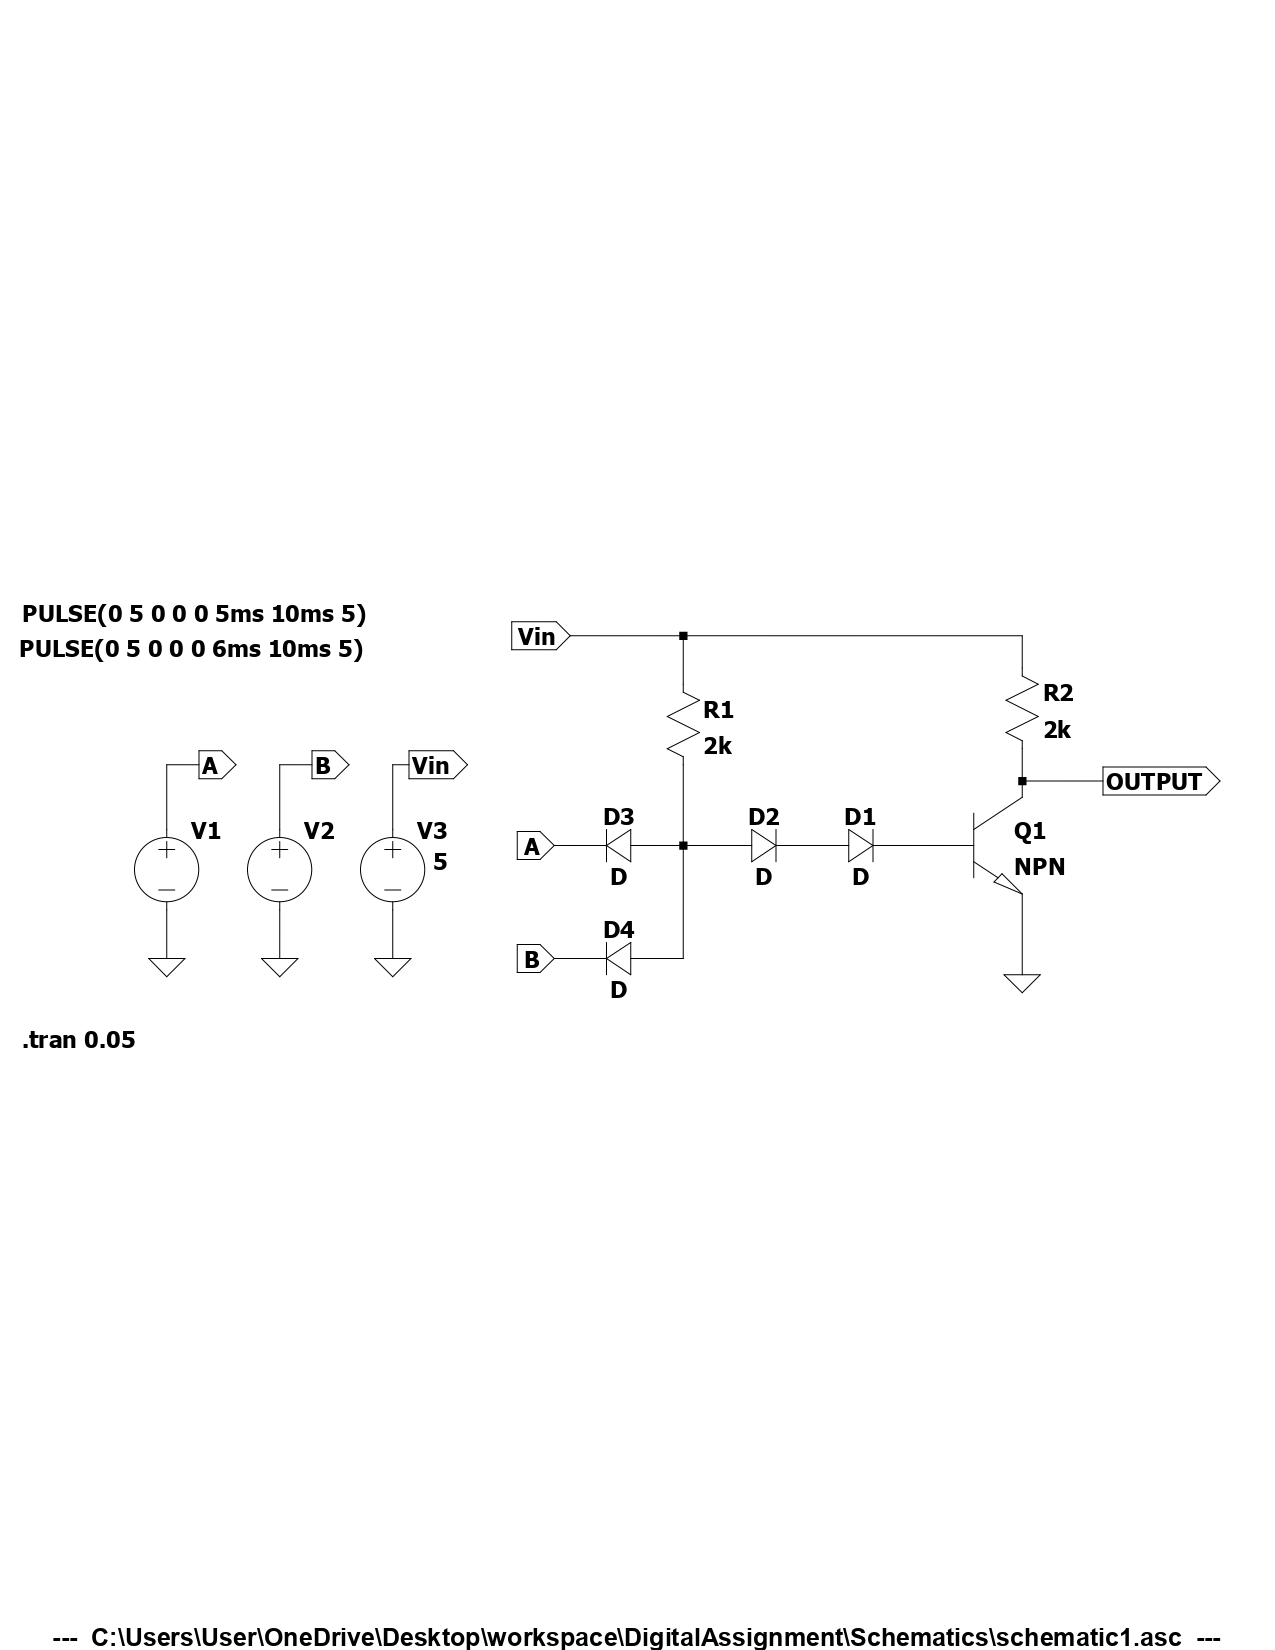 PULSE(0 5 0 0 0 5ms 10ms 5)
PULSE(0 5 0 0 0 6ms 10ms 5)
A
B
Vin
V1
V2
V3
5
.tran 0.05
Vin
R1
2k
R2
2k
OUTPUT
A
D3
D
D2
D
D1
D
Q1
NPN
B
D4
D
--- C:\Users\User\OneDrive\Desktop\workspace\DigitalAssignment\Schematics\schematic1.asc ---